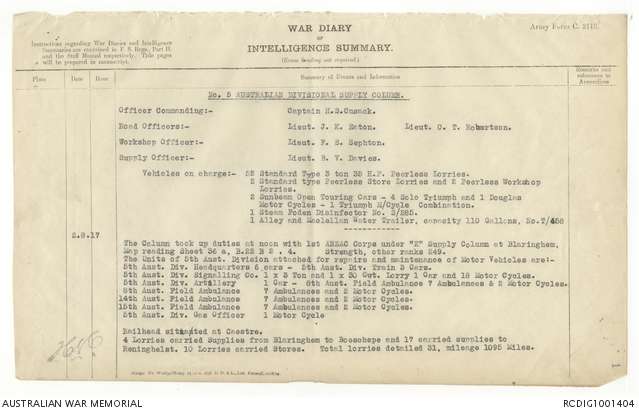 WAR DIARY
OF
INTELLIGENCE SUMMARY.
(Erase heading not required.)
Army Form C. 2118.
Instructions regarding War Diaries and Intelligence
Summaries are contained in F. S. Regs., Part II.
and the Staff Manual respectively. Title pages
will be prepared in manuscript.
Place Date Hour Summary of Events and Information Remarks and references to Appendices
No. 5 AUSTRALIAN DIVISIONAL SUPPLY COLUMN.
Officer Commanding:- Captain H.S.Cusack.
Road Officers:- Lieut. J. K. Eaton. Lieut. C. T. Robertson.
Workshop Officer:- Lieut. F. S. Sephton.
Supply Officer:- Lieut. B. V. Davies.
Vehicles on charge:- Standard Type 3 ton 33 H.P. Peerless Lorries.
2 Standard type Peerless Store Lorries and 2 Peerless Workshop
Lorries.
2 Sunbeam Open Touring Cars - 4 Solo Triumph and 1 Douglas
Motor Cycles - 1 Triumph M/Cycle Combination.
1 Steam Foden Disinfector No. S/285.
1 Alley and Maclellan Water Trailer, capacity 110 Gallons, No.T/458
2.8.17
The Column took up duties at noon with 1st ANZAC Corps under "K" Supply Column at Blaringhem,
Map reading Sheet 36 A, B.22 B 2 . 4. Strength, other ranks 249.
The Units of 5th Aust. Division attached for repairs and maintenance of Motor Vehicles are:-
5th Aust. Div. Headquarters 6 cars - 5th Aust. Div. Train 3 Cars.
5th Aust. Div. Signalling Co. 1 x 3 Ton and 1 x 30 Cwt. lorry 1 Car and 18 Motor Cycles.
5th Aust. Div. Artillery 1 Car - 8th Aust. Field Ambulance 7 Ambulances & 2 Motor Cycles.
8th Aust. Field Ambulance 7 Ambulances and 2 Motor Cycles.
14th Aust. Field Ambulance 7 Ambulances and 2 Motor Cycles.
15th Aust. Field Ambulance 7 Ambulances and 2 Motor Cycles.
5th Aust. Div. Gas Officer 1 Motor Cycle
Railhead situated at Caestre.
4 Lorries carried Supplies from Blaringhem to Boeschepe and 17 carried supplies to
Reninghelst. 10 Lorries carried Stores. Total lorries detailed 31, mileage 1095 Miles.
AUSTRALIAN WAR MEMORIAL
RCDIG1001404